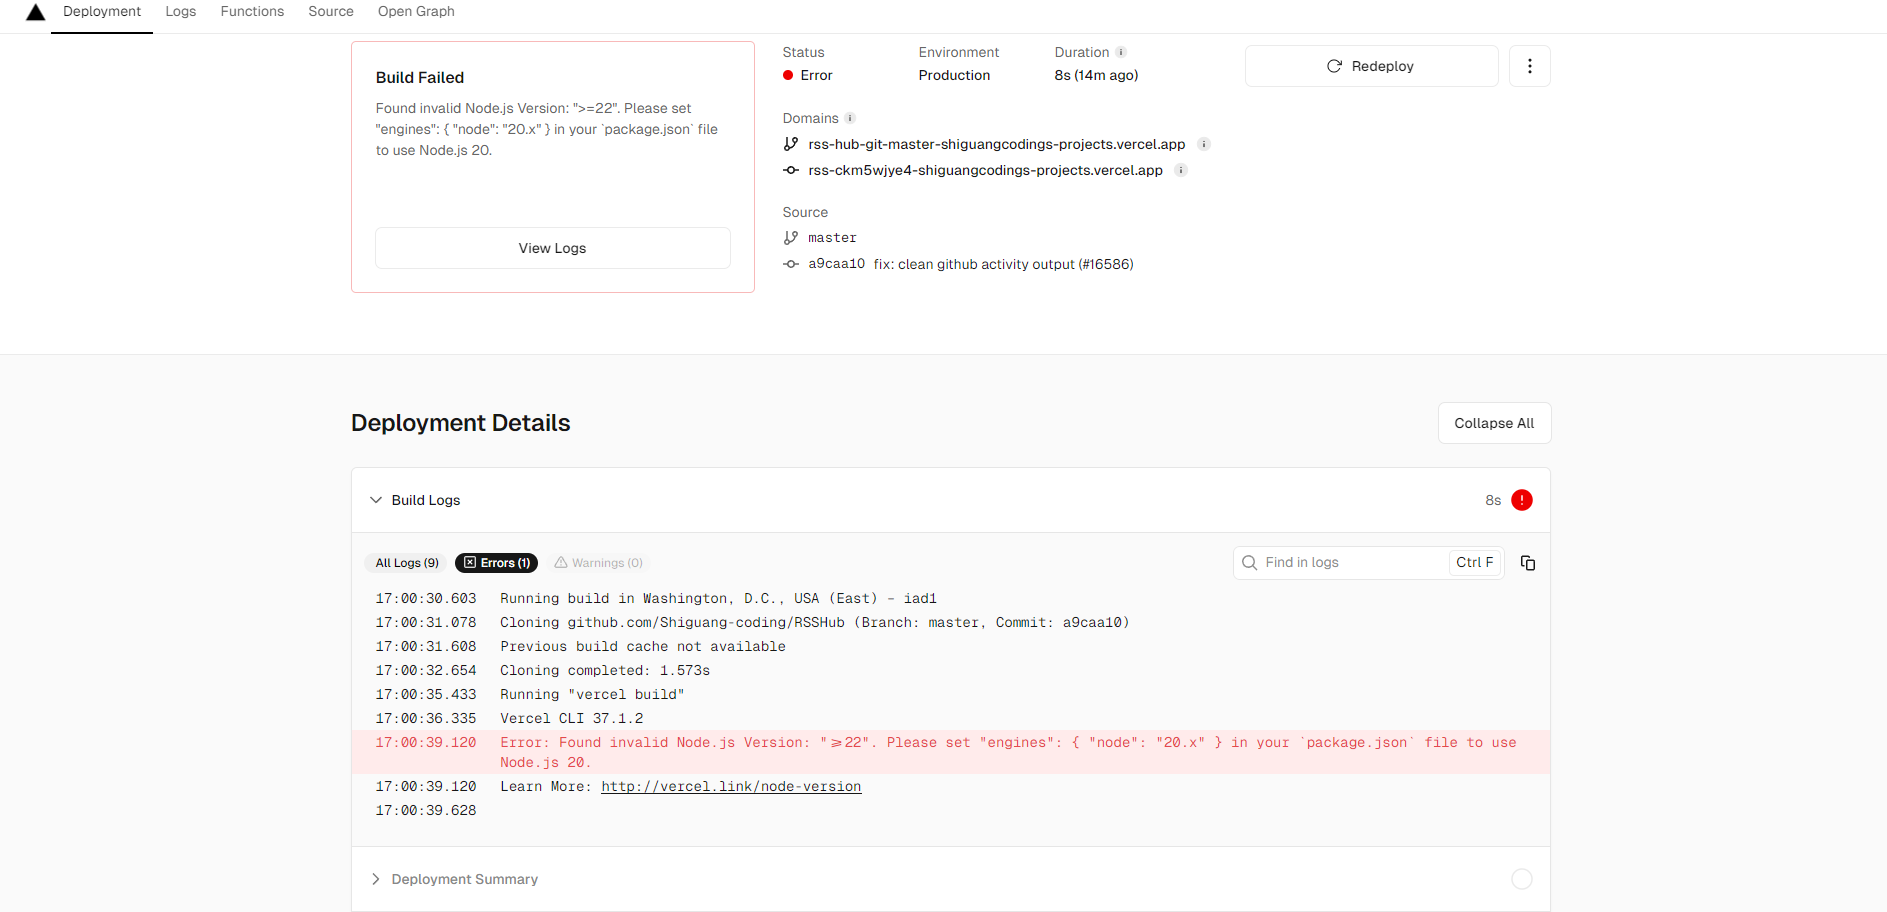 Deployment Logs Functions Source Open Graph
Build Failed
Found invalid Node.js Version: ">=22". Please set
"engines": { "node": "20.x" } in your `package.json` file
to use Node.js 20.
View Logs
Status Environment Duration
Error Production 8s (14m ago)
Redeploy
Domains
rss-hub-git-master-shiguangcodings-projects.vercel.app
rss-ckm5wjye4-shiguangcodings-projects.vercel.app
Source
master
a9caa10 fix: clean github activity output (#16586)
Deployment Details
Collapse All
Build Logs
8s
All Logs (9) Errors (1) Warnings (0)
Find in logs Ctrl F
17:00:30.603 Running build in Washington, D.C., USA (East) – iad1
17:00:31.078 Cloning github.com/Shiguang-coding/RSSHub (Branch: master, Commit: a9caa10)
17:00:31.608 Previous build cache not available
17:00:32.654 Cloning completed: 1.573s
17:00:35.433 Running "vercel build"
17:00:36.335 Vercel CLI 37.1.2
17:00:39.120 Error: Found invalid Node.js Version: ">=22". Please set "engines": { "node": "20.x" } in your `package.json` file to use
Node.js 20.
17:00:39.120 Learn More: http://vercel.link/node-version
17:00:39.628
Deployment Summary